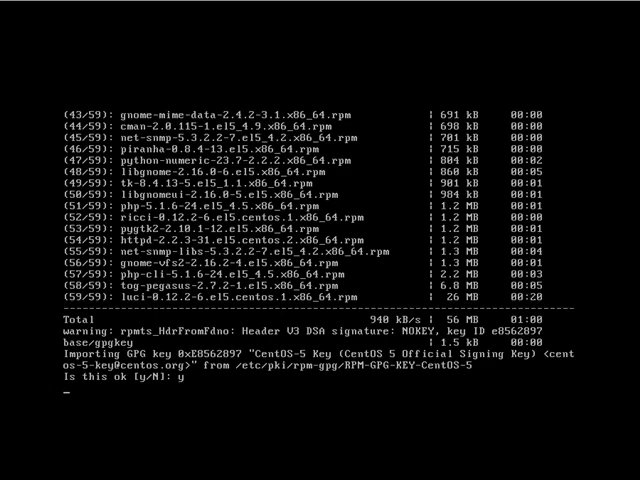 (43/59): gnome-mime-data-2.4.2-3.1.x86_64.rpm | 691 kB 00:00
(44/59): cman-2.0.115-1.el5_4.9.x86_64.rpm | 698 kB 00:01
(45/59): net-snmp-5.3.2.2-7.el5_4.2.x86_64.rpm | 701 kB 00:01
(46/59): piranha-0.8.4-13.el5.x86_64.rpm | 715 kB 00:00
(47/59): python-numeric-23.7-2.2.2.x86_64.rpm | 804 kB 00:02
(48/59): libgnome-2.16.0-6.el5.x86_64.rpm | 860 kB 00:05
(49/59): tk-8.4.13-5.el5_1.1.x86_64.rpm | 901 kB 00:01
(50/59): libgnomeui-2.16.0-5.el5.x86_64.rpm | 984 kB 00:01
(51/59): php-5.1.6-24.el5_4.5.x86_64.rpm | 1.2 MB 00:01
(52/59): ricci-0.12.2-6.el5.centos.1.x86_64.rpm | 1.2 MB 00:00
(53/59): pygtk2-2.10.1-12.el5.x86_64.rpm | 1.2 MB 00:01
(54/59): httpd-2.2.3-31.el5.centos.2.x86_64.rpm | 1.2 MB 00:01
(55/59): net-snmp-libs-5.3.2.2-7.el5_4.2.x86_64.rpm | 1.3 MB 00:04
(56/59): gnome-vfs2-2.16.2-4.el5.x86_64.rpm | 1.3 MB 00:01
(57/59): php-cli-5.1.6-24.el5_4.5.x86_64.rpm | 2.2 MB 00:03
(58/59): tog-pegasus-2.7.2-1.el5.x86_64.rpm | 6.8 MB 00:05
(59/59): luci-0.12.2-6.el5.centos.1.x86_64.rpm | 26 MB 00:20
--------------------------------------------------------------------------------
Total 940 kB/s | 56 MB 01:00
warning: rpmts_HdrFromFdno: Header V3 DSA signature: NOKEY, key ID e8562897
base/gpgkey | 1.5 kB 00:00
Importing GPG key 0xE8562897 "CentOS-5 Key (CentOS 5 Official Signing Key) <cent
os-5-key@centos.org>" from /etc/pki/rpm-gpg/RPM-GPG-KEY-CentOS-5
Is this ok [y/N]: y
_